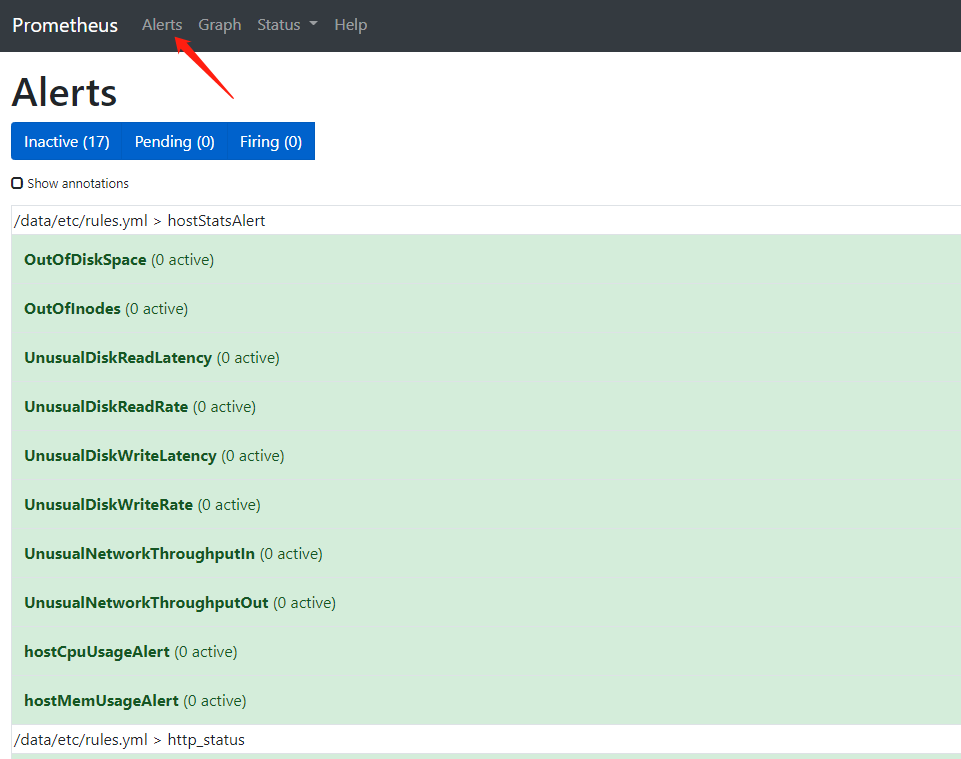 Prometheus Alerts Graph Status Help
Alerts
Inactive (17) Pending (0) Firing (0)
Show annotations
/data/etc/rules.yml > hostStatsAlert
OutOfDiskSpace (0 active)
OutOfInodes (0 active)
UnusualDiskReadLatency (0 active)
UnusualDiskReadRate (0 active)
UnusualDiskWriteLatency (0 active)
UnusualDiskWriteRate (0 active)
UnusualNetworkThroughputIn (0 active)
UnusualNetworkThroughputOut (0 active)
hostCpuUsageAlert (0 active)
hostMemUsageAlert (0 active)
/data/etc/rules.yml > http_status